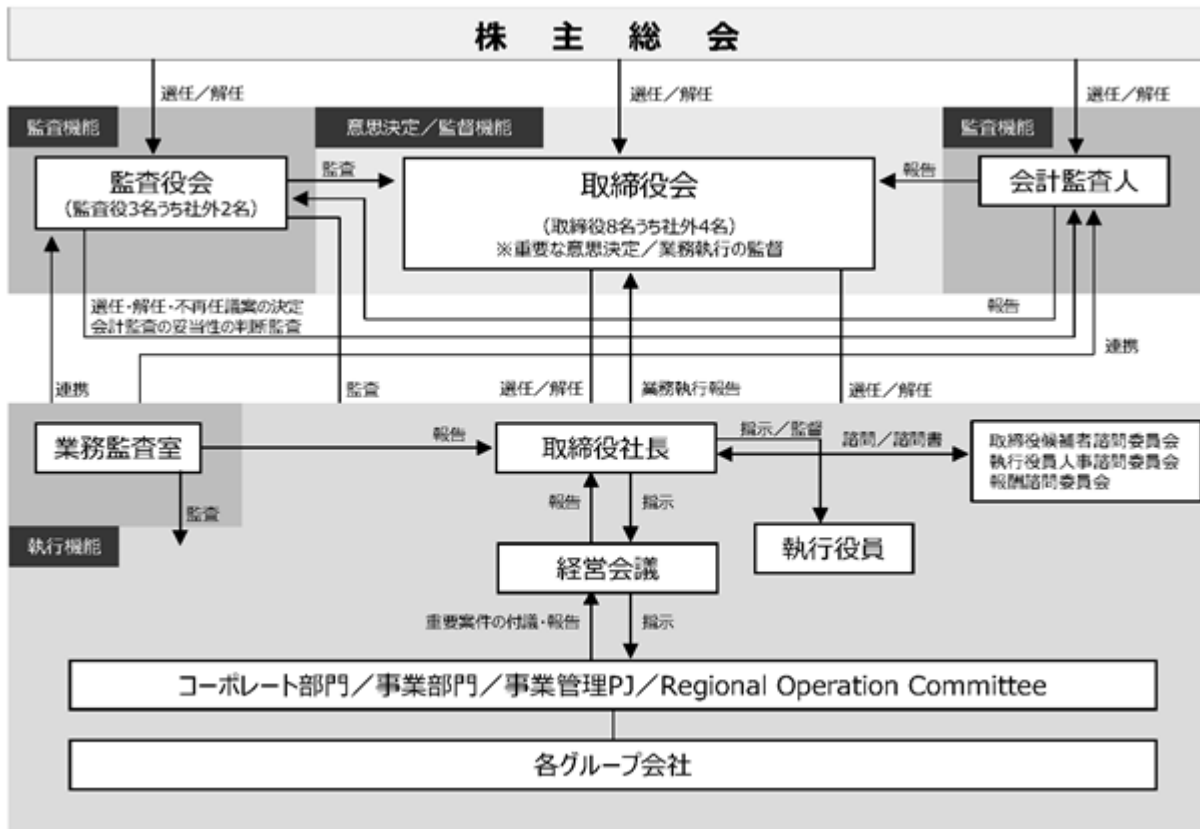 株主総会
選任／解任
選任／解任
選任／解任
監査機能
意思決定／監督機能
監査機能
監査役会
（監査役3名うち社外2名）
監査
取締役会
（取締役8名うち社外4名）
※重要な意思決定／業務執行の監督
報告
会計監査人
選任・解任・不再任議案の決定
会計監査の妥当性の判断監査
報告
連携
連携
監査
選任／解任
業務執行報告
選任／解任
業務監査室
報告
取締役社長
指示／監督
諮問／諮問書
取締役候補者諮問委員会
執行役員人事諮問委員会
報酬諮問委員会
監査
報告
指示
執行機能
経営会議
執行役員
重要案件の付議・報告
指示
コーポレート部門／事業部門／事業管理PJ／Regional Operation Committee
各グループ会社